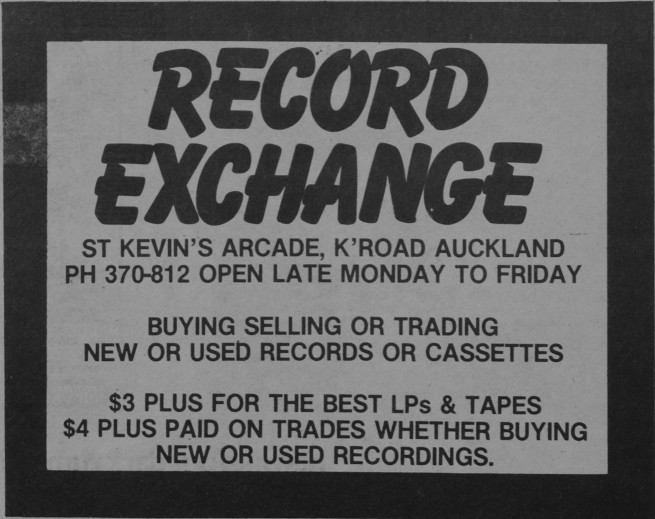 RECORD
EXCHANGE
ST KEVIN'S ARCADE, K'ROAD AUCKLAND
PH 370-812 OPEN LATE MONDAY TO FRIDAY
BUYING SELLING OR TRADING
NEW OR USED RECORDS OR CASSETTES
$3 PLUS FOR THE BEST LPs & TAPES
$4 PLUS PAID ON TRADES WHETHER BUYING
NEW OR USED RECORDINGS.